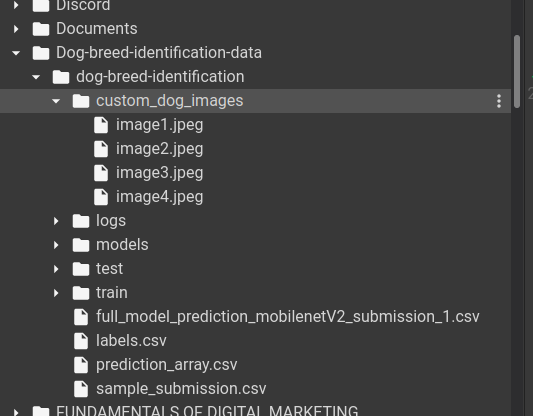 Discord
Documents
Dog-breed-identification-data
dog-breed-identification
custom_dog_images
image1.jpeg
image2.jpeg
image3.jpeg
image4.jpeg
logs
models
test
train
full_model_prediction_mobilenetV2_submission_1.csv
labels.csv
prediction_array.csv
sample_submission.csv
FUNDAMENTALS OF DIGITAL MARKETING